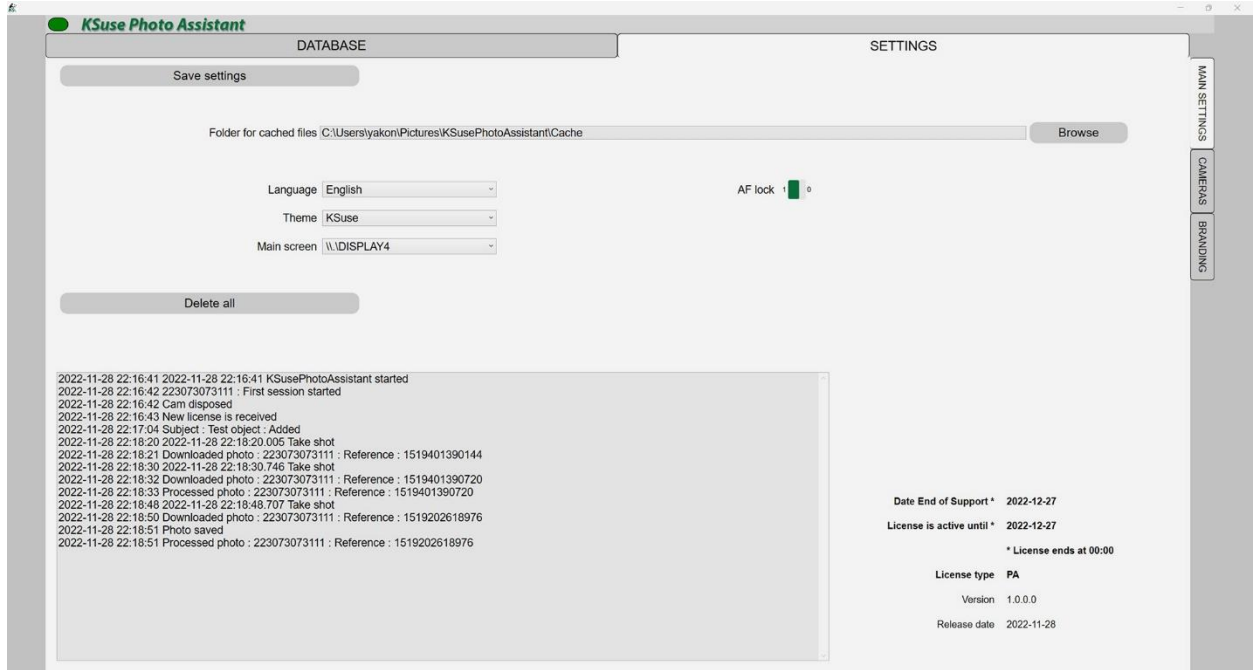 KSuse Photo Assistant
DATABASE
SETTINGS
Save settings
MAIN SETTINGS
CAMERAS
BRANDING
Folder for cached files C:\Users\yakon\Pictures\KSusePhotoAssistant\Cache Browse
Language English
AF lock 1 0
Theme KSuse
Main screen \\.\DISPLAY4
Delete all
2022-11-28 22:16:41 2022-11-28 22:16:41 KSusePhotoAssistant started
2022-11-28 22:16:42 223073073111 : First session started
2022-11-28 22:16:42 Cam disposed
2022-11-28 22:16:43 New license is received
2022-11-28 22:17:04 Subject : Test object : Added
2022-11-28 22:18:20 2022-11-28 22:18:20.005 Take shot
2022-11-28 22:18:21 Downloaded photo : 223073073111 : Reference : 1519401390144
2022-11-28 22:18:30 2022-11-28 22:18:30.746 Take shot
2022-11-28 22:18:32 Downloaded photo : 223073073111 : Reference : 1519401390720
2022-11-28 22:18:33 Processed photo : 223073073111 : Reference : 1519401390720
2022-11-28 22:18:48 2022-11-28 22:18:48.707 Take shot
2022-11-28 22:18:50 Downloaded photo : 223073073111 : Reference : 1519202618976
2022-11-28 22:18:51 Photo saved
2022-11-28 22:18:51 Processed photo : 223073073111 : Reference : 1519202618976
Date End of Support * 2022-12-27
License is active until * 2022-12-27
* License ends at 00:00
License type PA
Version 1.0.0.0
Release date 2022-11-28